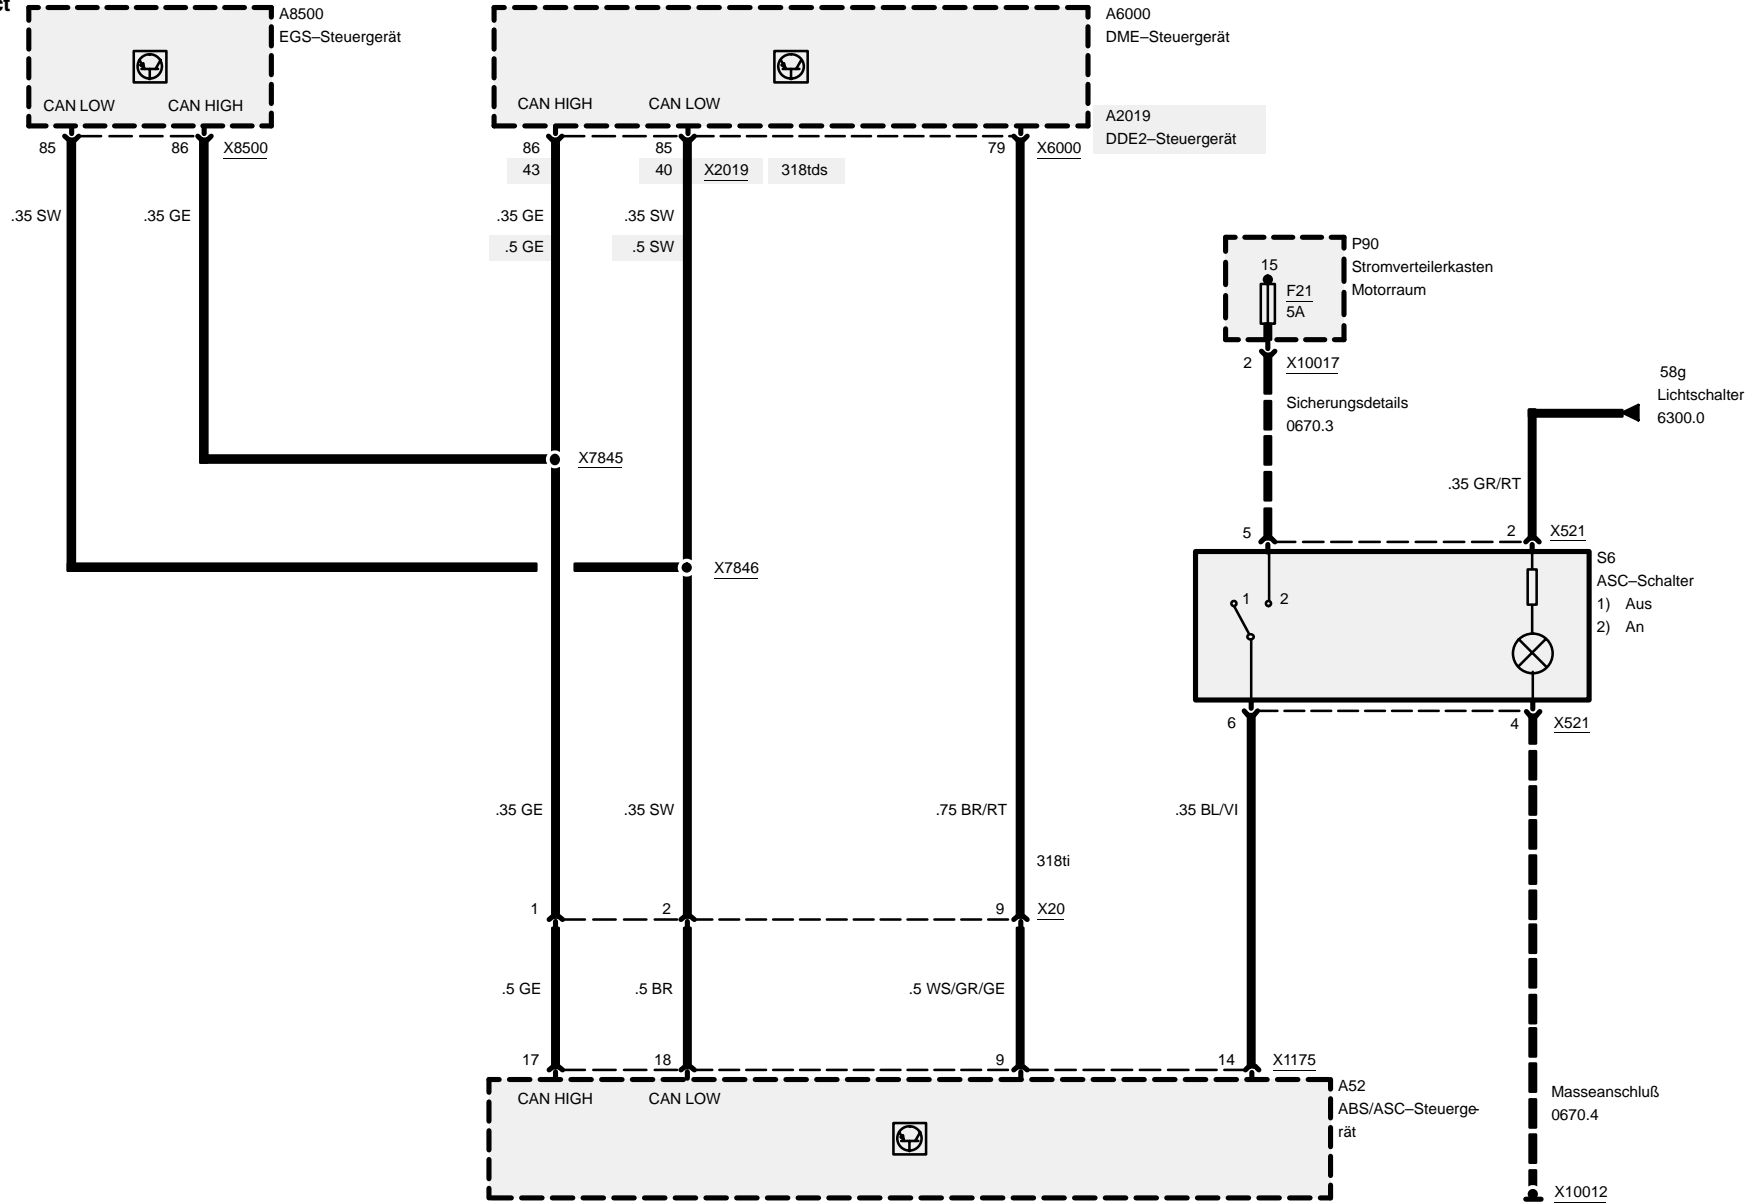 ct
A8500
EGS–Steuergerät
CAN LOW
CAN HIGH
85
86
X8500
.35 SW
.35 GE
A6000
DME–Steuergerät
CAN HIGH
CAN LOW
A2019
DDE2–Steuergerät
86
85
79
X6000
43
40
X2019
318tds
.35 GE
.35 SW
.5 GE
.5 SW
P90
Stromverteilerkasten
Motorraum
15
F21
5A
2
X10017
Sicherungsdetails
0670.3
58g
Lichtschalter
6300.0
X7845
.35 GR/RT
5
2
X521
X7846
S6
ASC–Schalter
1) Aus
2) An
1
2
6
4
X521
.35 GE
.35 SW
.75 BR/RT
.35 BL/VI
318ti
1
2
9
X20
.5 GE
.5 BR
.5 WS/GR/GE
17
18
9
14
X1175
CAN HIGH
CAN LOW
A52
ABS/ASC–Steuerge-
rät
Masseanschluß
0670.4
X10012